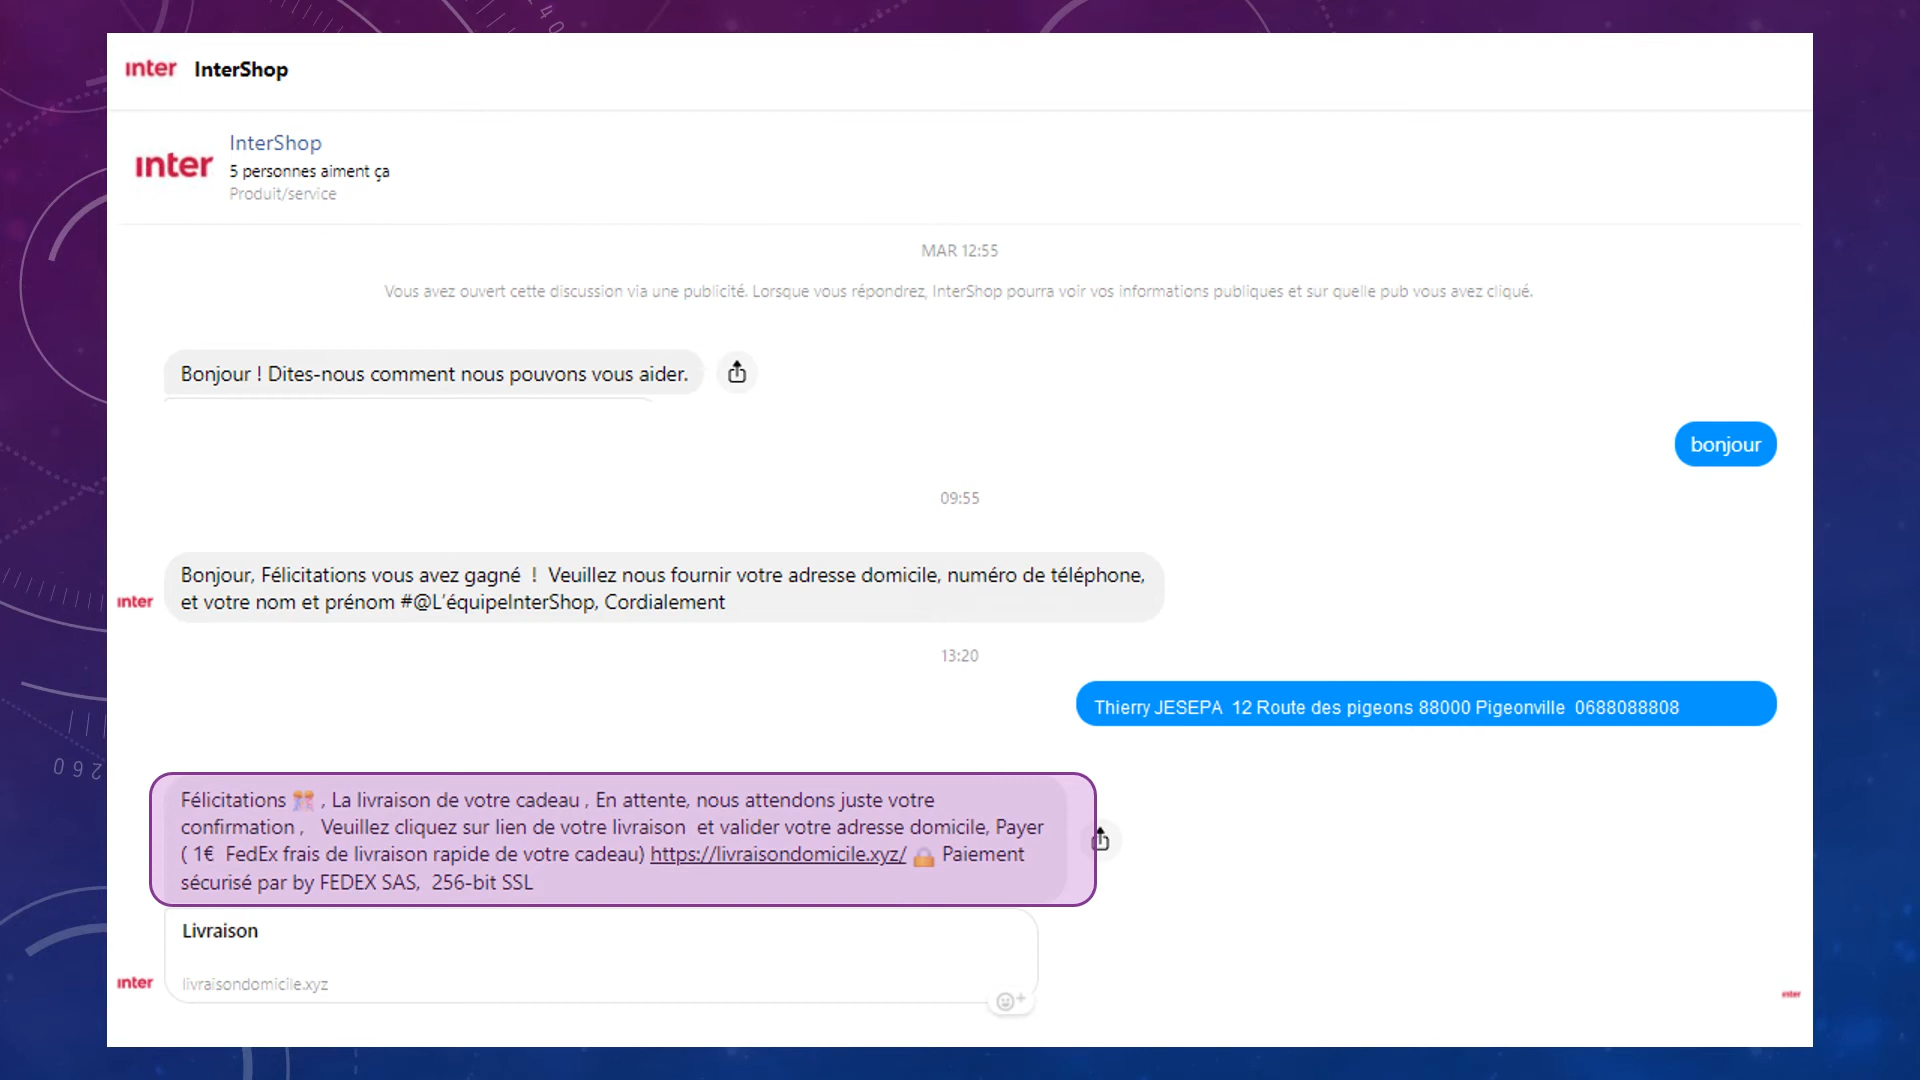 inter InterShop
inter
InterShop
5 personnes aiment ça
Produit/service
MAR 12:55
Vous avez ouvert cette discussion via une publicité. Lorsque vous répondrez, InterShop pourra voir vos informations publiques et sur quelle pub vous avez cliqué.
Bonjour ! Dites-nous comment nous pouvons vous aider.
bonjour
09:55
Bonjour, Félicitations vous avez gagné ! Veuillez nous fournir votre adresse domicile, numéro de téléphone,
et votre nom et prénom #@L'équipeInterShop, Cordialement
inter
13:20
Thierry JESEPA 12 Route des pigeons 88000 Pigeonville 0688088808
Félicitations 🎊 , La livraison de votre cadeau , En attente, nous attendons juste votre
confirmation , Veuillez cliquez sur lien de votre livraison et valider votre adresse domicile, Payer
( 1€ FedEx frais de livraison rapide de votre cadeau) https://livraisondomicile.xyz/ 🔒 Paiement
sécurisé par by FEDEX SAS, 256-bit SSL
Livraison
inter
livraisondomicile.xyz
inter
40
260